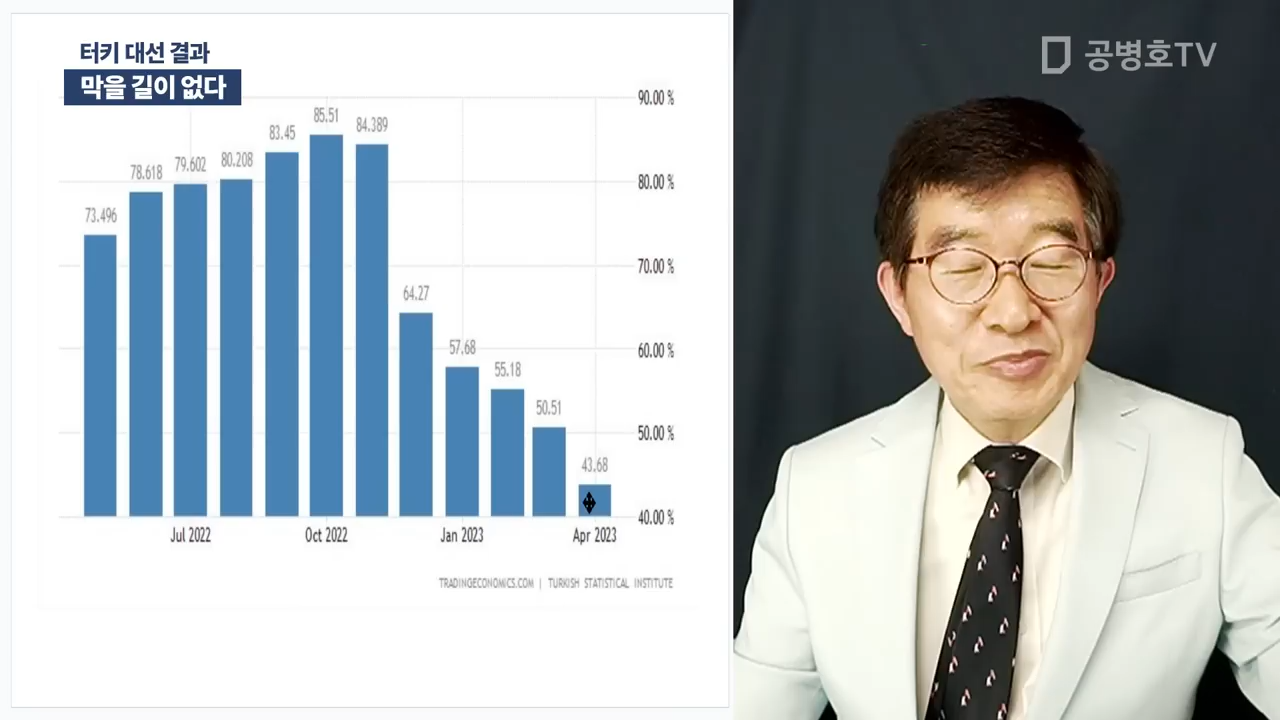 터키 대선 결과
막을 길이 없다
공병호TV
90.00 %
80.00 %
70.00 %
60.00 %
50.00 %
40.00 %
73.496
78.618
79.602
80.208
83.45
85.51
84.389
64.27
57.68
55.18
50.51
43.68
Jul 2022
Oct 2022
Jan 2023
Apr 2023
TRADINGECONOMICS.COM | TURKISH STATISTICAL INSTITUTE